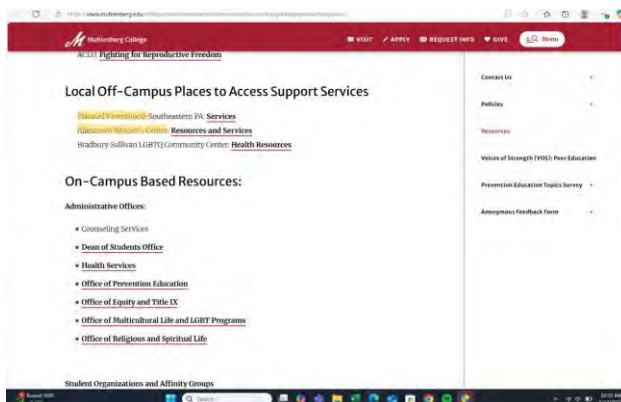 Muhlenberg College
VISIT APPLY REQUEST INFO GIVE Menu
ACLU: Fighting for Reproductive Freedom
Local Off-Campus Places to Access Support Services
Planned Parenthood- Southeastern PA: Services
Allentown Women's Center: Resources and Services
Bradbury Sullivan LGBTQ Community Center: Health Resources
On-Campus Based Resources:
Administrative Offices:
Counseling Services
Dean of Students Office
Health Services
Office of Prevention Education
Office of Equity and Title IX
Office of Multicultural Life and LGBT Programs
Office of Religious and Spiritual Life
Student Organizations and Affinity Groups
Contact Us
Policies
Resources
Voices of Strength (VOS): Peer Education
Prevention Education Topics Survey
Anonymous Feedback Form
Search